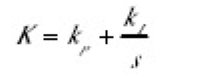 K = k_p + k_i / s